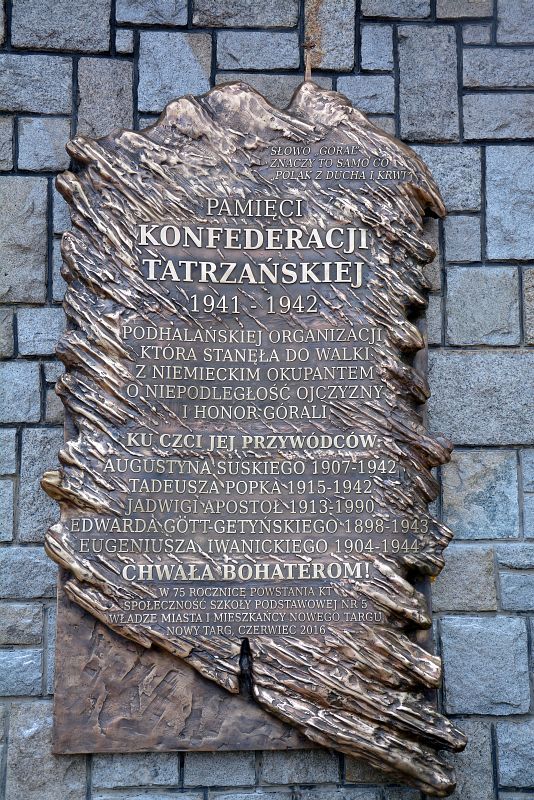 SŁOWO „GÓRAL”
ZNACZY TO SAMO CO
„POLAK Z DUCHA I KRWI”
PAMIĘCI
KONFEDERACJI
TATRZAŃSKIEJ
1941 - 1942
PODHALAŃSKIEJ ORGANIZACJI
KTÓRA STANĘŁA DO WALKI
Z NIEMIECKIM OKUPANTEM
O NIEPODLEGŁOŚĆ OJCZYZNY
I HONOR GÓRALI
KU CZCI JEJ PRZYWÓDCÓW
AUGUSTYNA SUSKIEGO 1907-1942
TADEUSZA POPKA 1915-1942
JADWIGI APOSTOŁ 1913-1990
EDWARDA GÖTT-GETYŃSKIEGO 1898-1943
EUGENIUSZA IWANICKIEGO 1904-1944
CHWAŁA BOHATEROM!
W 75 ROCZNICĘ POWSTANIA KT
SPOŁECZNOŚĆ SZKOŁY PODSTAWOWEJ NR 5
WŁADZE MIASTA I MIESZKAŃCY NOWEGO TARGU
NOWY TARG, CZERWIEC 2016